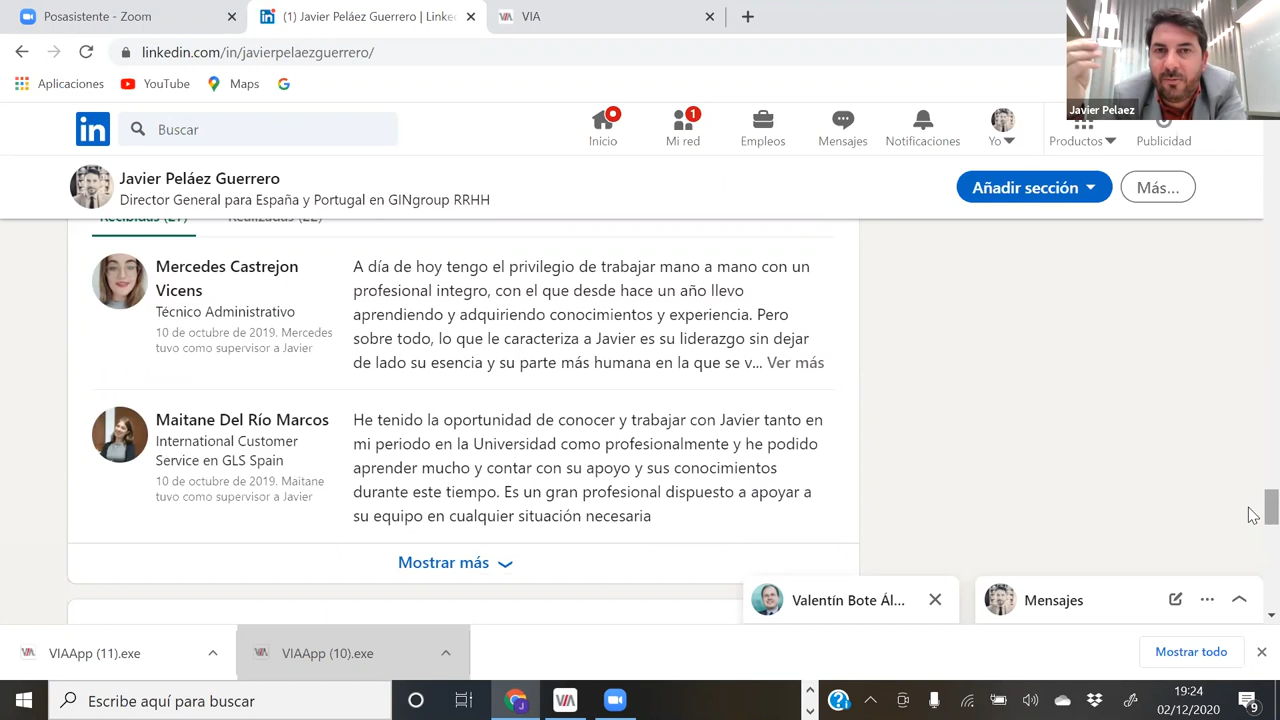 Posasistente - Zoom
(1) Javier Peláez Guerrero | Linke
VIA
linkedin.com/in/javierpelaezguerrero/
Aplicaciones
YouTube
Maps
Javier Pelaez
in
Buscar
1
Inicio
Mi red
Empleos
Mensajes
Notificaciones
Yo
Productos
Publicidad
Javier Peláez Guerrero
Director General para España y Portugal en GINgroup RRHH
Añadir sección
Más...
Recibidas (27)
Realizadas (22)
Mercedes Castrejon
Vicens
Técnico Administrativo
10 de octubre de 2019. Mercedes
tuvo como supervisor a Javier
A día de hoy tengo el privilegio de trabajar mano a mano con un
profesional integro, con el que desde hace un año llevo
aprendiendo y adquiriendo conocimientos y experiencia. Pero
sobre todo, lo que le caracteriza a Javier es su liderazgo sin dejar
de lado su esencia y su parte más humana en la que se v... Ver más
Maitane Del Río Marcos
International Customer
Service en GLS Spain
10 de octubre de 2019. Maitane
tuvo como supervisor a Javier
He tenido la oportunidad de conocer y trabajar con Javier tanto en
mi periodo en la Universidad como profesionalmente y he podido
aprender mucho y contar con su apoyo y sus conocimientos
durante este tiempo. Es un gran profesional dispuesto a apoyar a
su equipo en cualquier situación necesaria
Mostrar más
Valentín Bote Ál...
Mensajes
VIAApp (11).exe
VIAApp (10).exe
Mostrar todo
Escribe aquí para buscar
19:24
02/12/2020
9